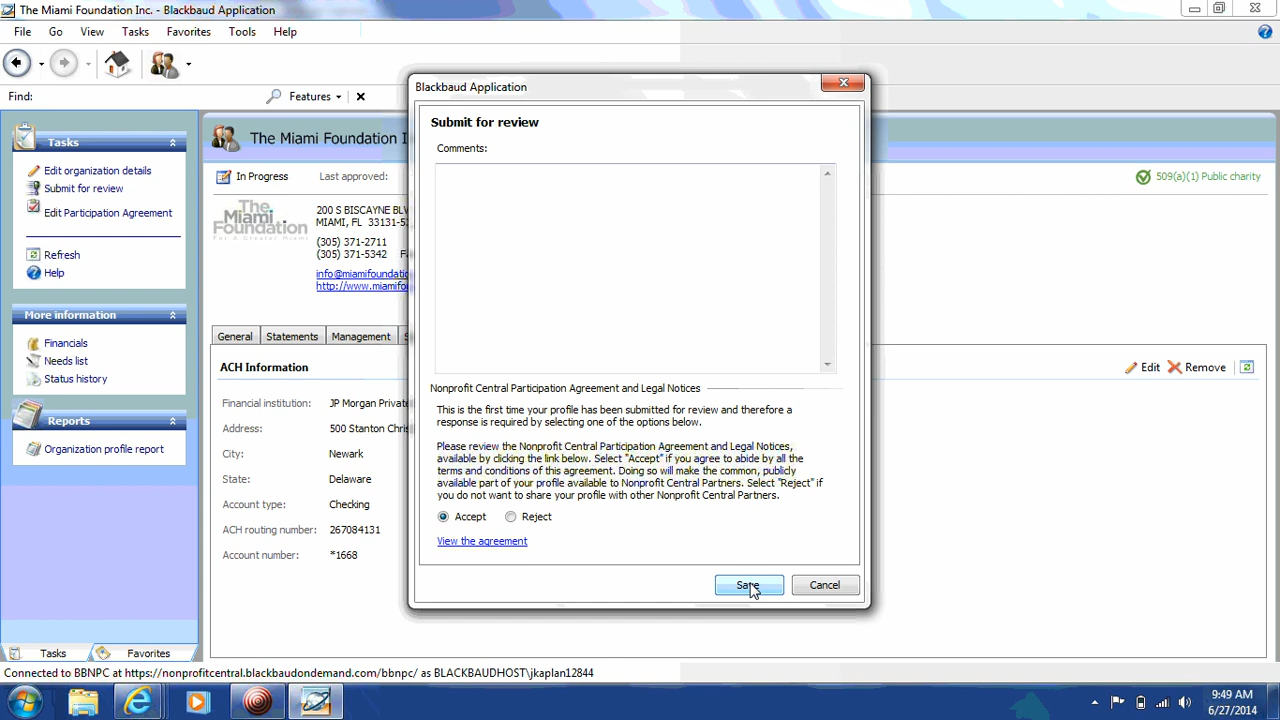 The Miami Foundation Inc. - Blackbaud Application
File Go View Tasks Favorites Tools Help
Find:
Features
Tasks
Edit organization details
Submit for review
Edit Participation Agreement
Refresh
Help
More information
Financials
Needs list
Status history
Reports
Organization profile report
Tasks Favorites
The Miami Foundation
In Progress Last approved:
509(a)(1) Public charity
The
Miami
Foundation
For A Greater Miami
200 S BISCAYNE
MIAMI, FL
(305) 371-2711
(305) 371-5342
General Statements Management
ACH Information
Edit Remove
Financial institution: JP Morgan
Address: 500 Stanton
City: Newark
State: Delaware
Account type: Checking
ACH routing number: 267084131
Account number: *1668
Blackbaud Application
Submit for review
Comments:
Nonprofit Central Participation Agreement and Legal Notices
This is the first time your profile has been submitted for review and therefore a
response is required by selecting one of the options below.
Please review the Nonprofit Central Participation Agreement and Legal Notices,
available by clicking the link below. Select "Accept" if you agree to abide by all the
terms and conditions of this agreement. Doing so will make the common, publicly
available part of your profile available to Nonprofit Central Partners. Select "Reject" if
you do not want to share your profile with other Nonprofit Central Partners.
Accept Reject
View the agreement
Save Cancel
Connected to BBNPC at https://nonprofitcentral.blackbaudondemand.com/bbnpc/ as BLACKBAUDHOST\jkaplan12844
9:49 AM
6/27/2014